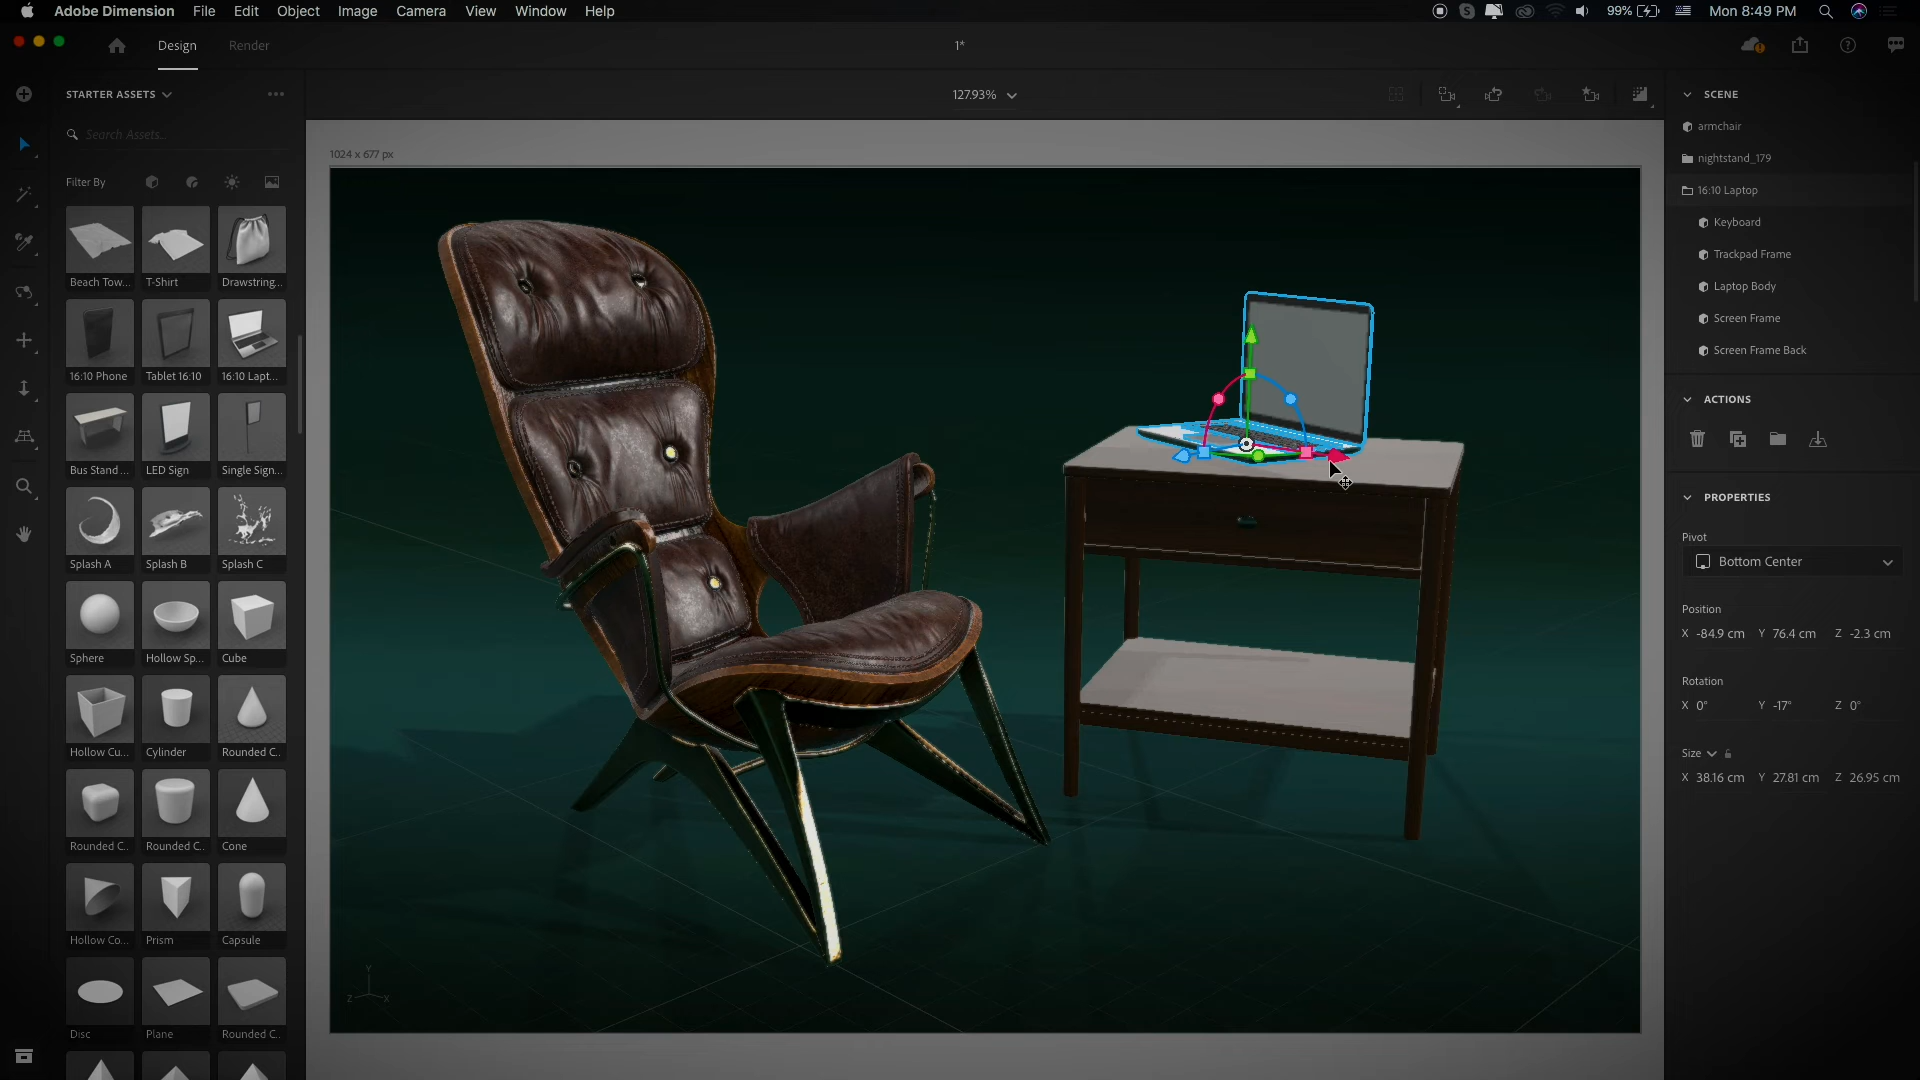 Adobe Dimension File Edit Object Image Camera View Window Help
99% Mon 8:49 PM
Design Render
1*
STARTER ASSETS
127.93%
Search Assets...
Filter By
Beach Tow... T-Shirt Drawstring...
16:10 Phone Tablet 16:10 16:10 Lapt...
Bus Stand ... LED Sign Single Sign...
Splash A Splash B Splash C
Sphere Hollow Sp... Cube
Hollow Cu... Cylinder Rounded C..
Rounded C.. Rounded C.. Cone
Hollow Co... Prism Capsule
Disc Plane Rounded C..
1024 x 677 px
Y
Z X
SCENE
armchair
nightstand_179
16:10 Laptop
Keyboard
Trackpad Frame
Laptop Body
Screen Frame
Screen Frame Back
ACTIONS
PROPERTIES
Pivot
Bottom Center
Position
X -84.9 cm Y 76.4 cm Z -2.3 cm
Rotation
X 0° Y -17° Z 0°
Size
X 38.16 cm Y 27.81 cm Z 26.95 cm